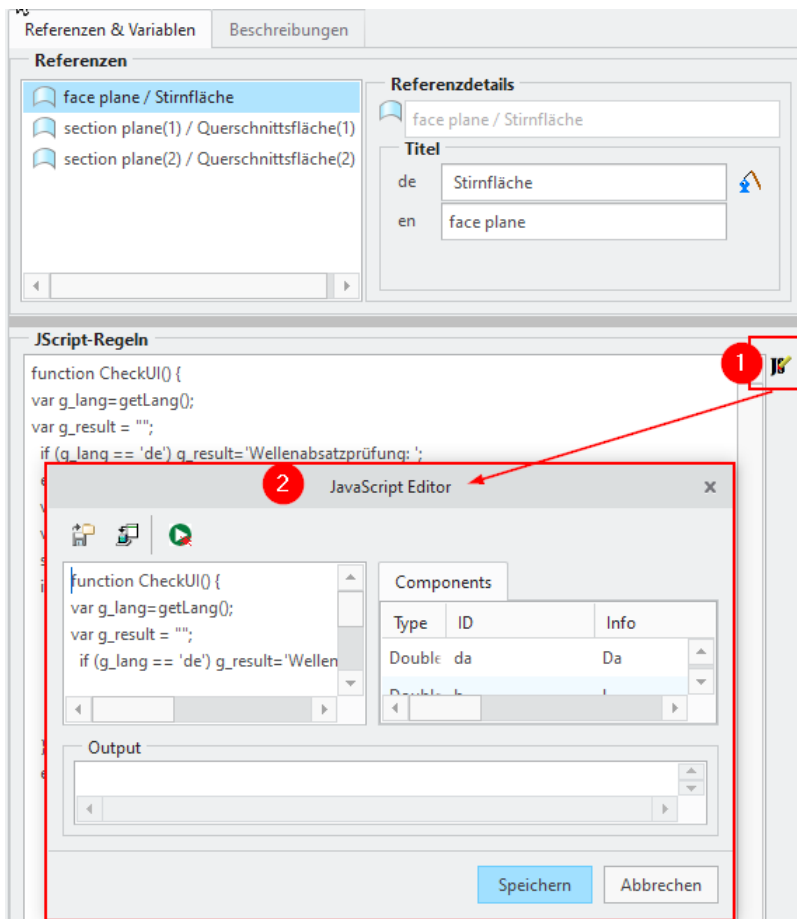 Referenzen & Variablen
Beschreibungen
Referenzen
face plane / Stirnfläche
section plane(1) / Querschnittsfläche(1)
section plane(2) / Querschnittsfläche(2)
Referenzdetails
face plane / Stirnfläche
Titel
de
Stirnfläche
en
face plane
JScript-Regeln
1
function CheckUI() {
var g_lang=getLang();
var g_result = "";
if (g_lang == 'de') g_result='Wellenabsatzprüfung: ';
2
JavaScript Editor
x
function CheckUI() {
var g_lang=getLang();
var g_result = "";
if (g_lang == 'de') g_result='Wellen
Components
Type ID Info
Double da Da
Output
Speichern
Abbrechen